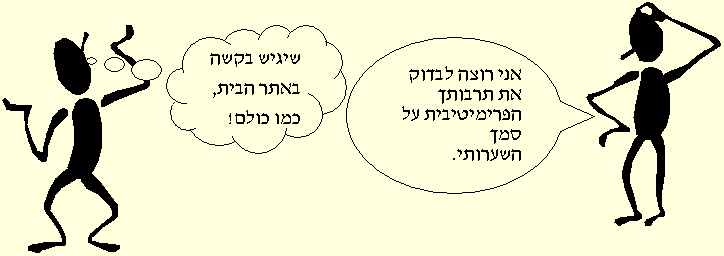 אני רוצה לבדוק
את תרבותך
הפרימיטיבית על
סמך
השערותי.
שיגיש בקשה
באתר הבית,
כמו כולם!